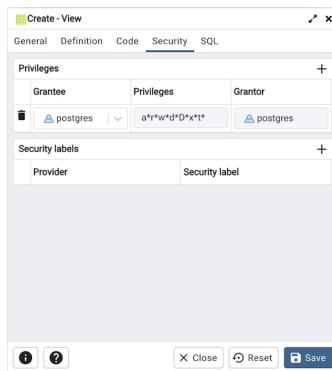 Create - View
General Definition Code Security SQL
Privileges
Grantee Privileges Grantor
postgres a*r*w*d*D*x*t* postgres
Security labels
Provider Security label
Close Reset Save